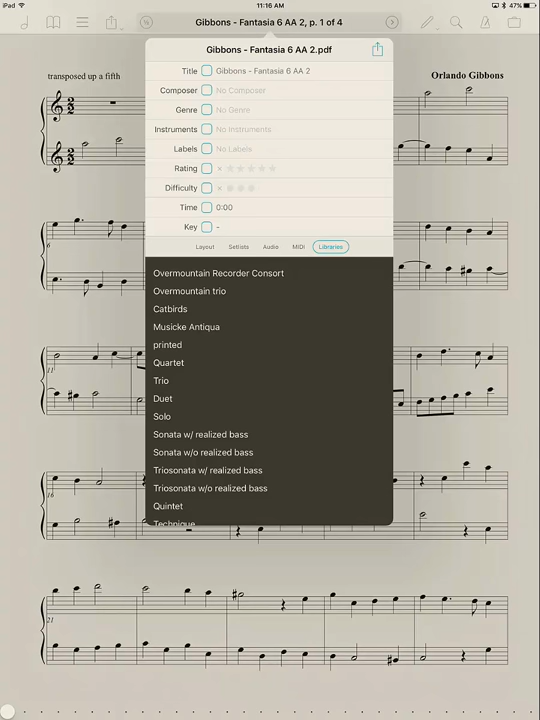 iPad
11:16 AM
47%
Gibbons - Fantasia 6 AA 2, p. 1 of 4
Gibbons - Fantasia 6 AA 2.pdf
transposed up a fifth
Orlando Gibbons
Title Gibbons - Fantasia 6 AA 2
Composer No Composer
Genre No Genre
Instruments No Instruments
Labels No Labels
Rating ×
Difficulty ×
Time 0:00
Key -
Layout Setlists Audio MIDI Libraries
Overmountain Recorder Consort
Overmountain trio
Catbirds
Musicke Antiqua
printed
Quartet
Trio
Duet
Solo
Sonata w/ realized bass
Sonata w/o realized bass
Triosonata w/ realized bass
Triosonata w/o realized bass
Quintet
Technique
6
11
16
21